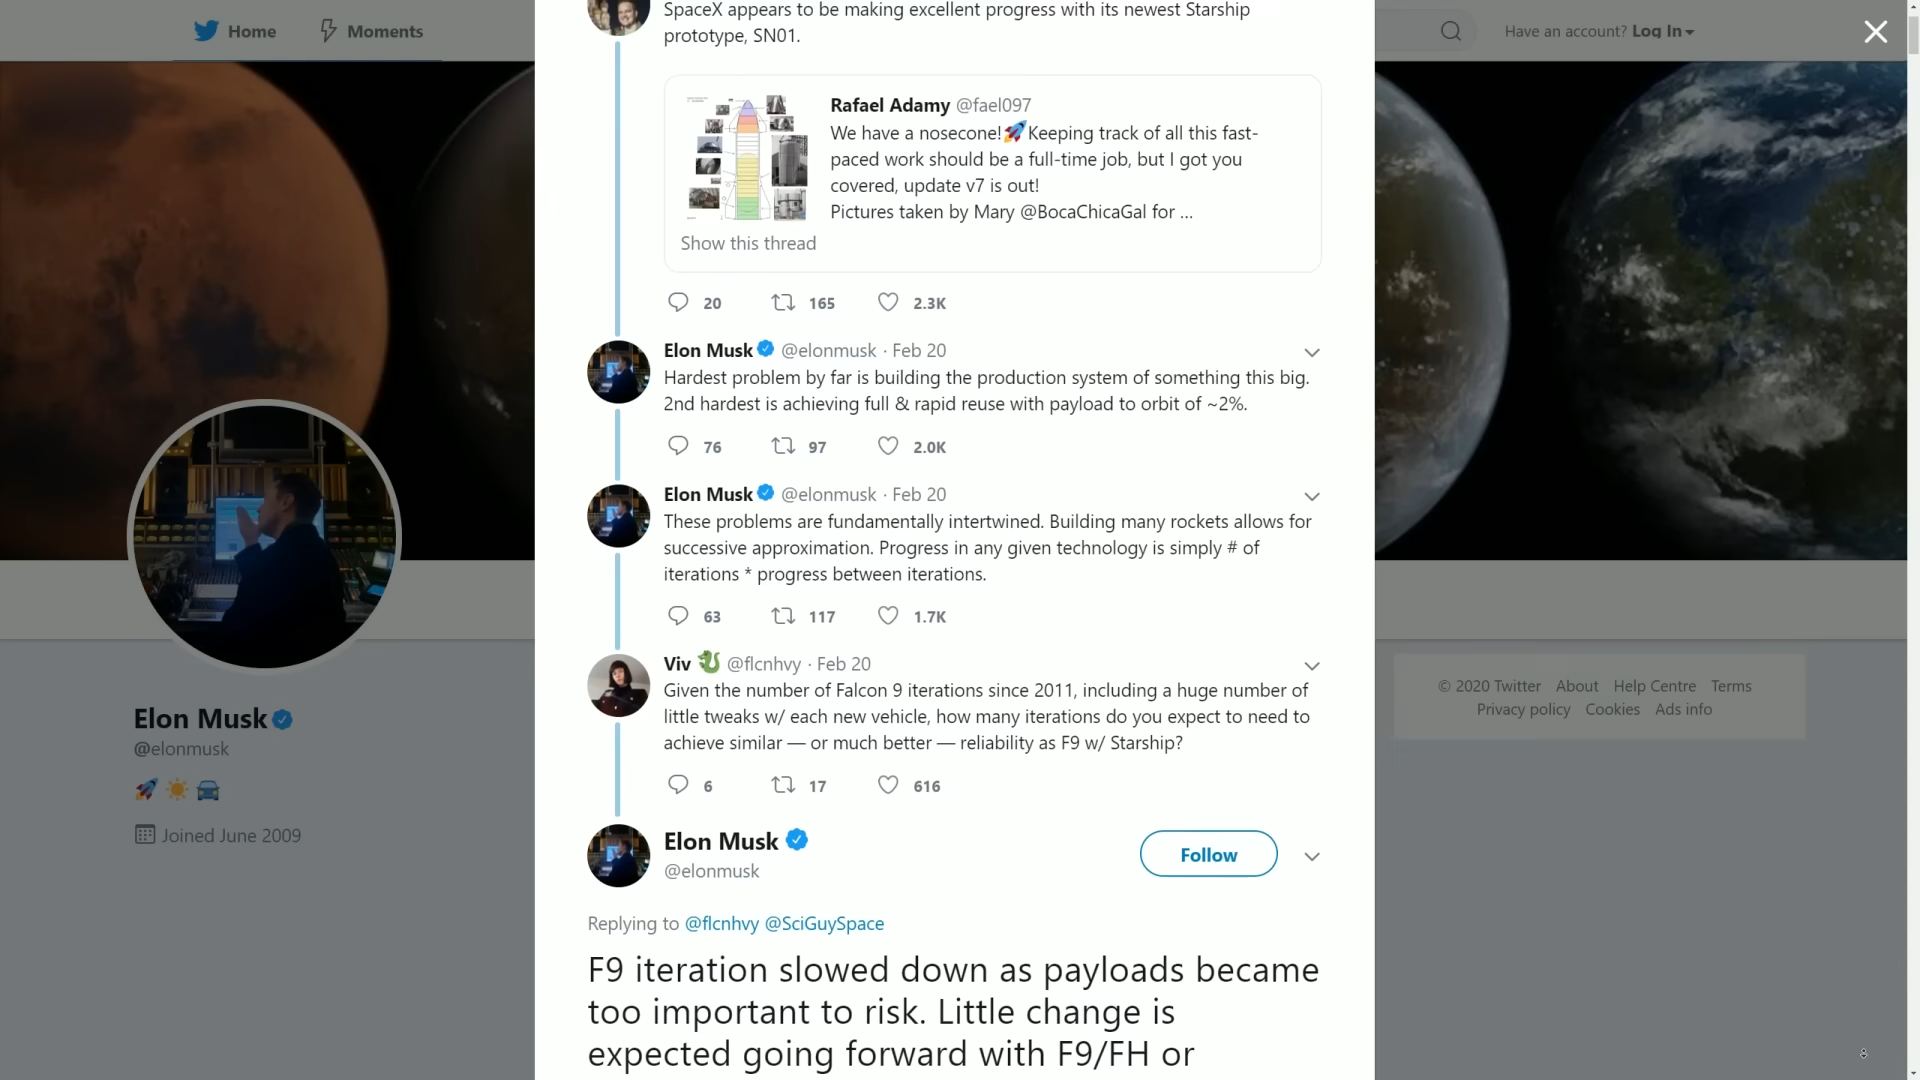 Home
Moments
Have an account? Log In
SpaceX appears to be making excellent progress with its newest Starship
prototype, SN01.
Rafael Adamy @fael097
We have a nosecone!🚀Keeping track of all this fast-
paced work should be a full-time job, but I got you
covered, update v7 is out!
Pictures taken by Mary @BocaChicaGal for ...
Show this thread
20 165 2.3K
Elon Musk @elonmusk · Feb 20
Hardest problem by far is building the production system of something this big.
2nd hardest is achieving full & rapid reuse with payload to orbit of ~2%.
76 97 2.0K
Elon Musk @elonmusk · Feb 20
These problems are fundamentally intertwined. Building many rockets allows for
successive approximation. Progress in any given technology is simply # of
iterations * progress between iterations.
63 117 1.7K
Viv 🐉 @flcnhvy · Feb 20
Given the number of Falcon 9 iterations since 2011, including a huge number of
little tweaks w/ each new vehicle, how many iterations do you expect to need to
achieve similar — or much better — reliability as F9 w/ Starship?
6 17 616
Elon Musk
@elonmusk
Follow
Replying to @flcnhvy @SciGuySpace
F9 iteration slowed down as payloads became
too important to risk. Little change is
expected going forward with F9/FH or
Elon Musk
@elonmusk
🚀☀️🚘
Joined June 2009
© 2020 Twitter About Help Centre Terms
Privacy policy Cookies Ads info